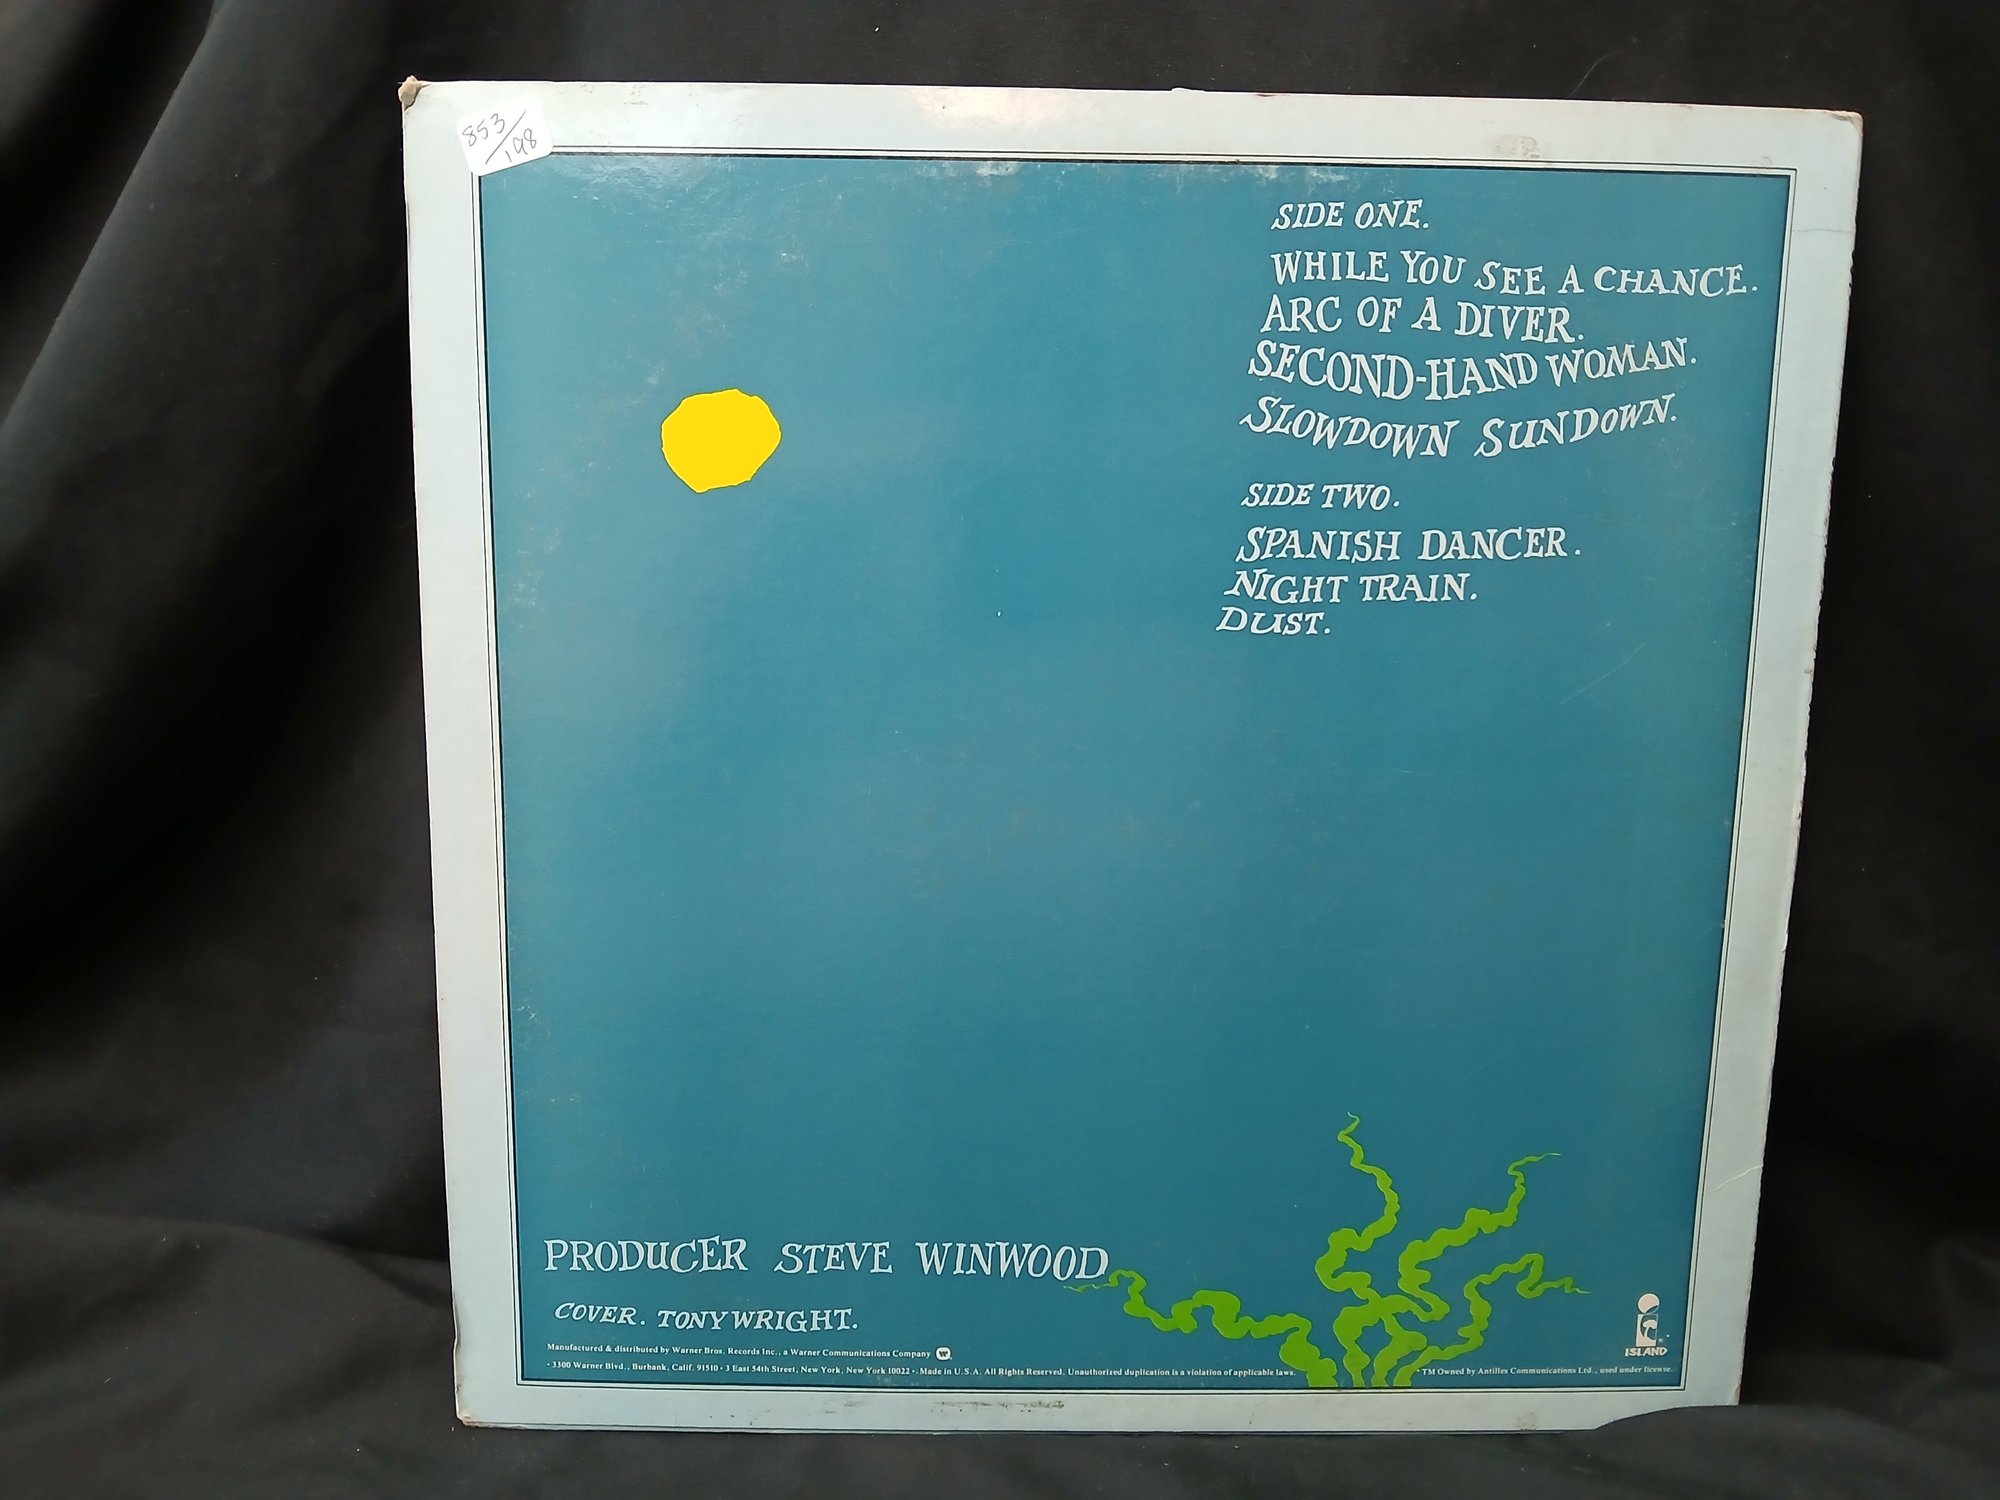 853/198
SIDE ONE.
WHILE YOU SEE A CHANCE.
ARC OF A DIVER.
SECOND-HAND WOMAN.
SLOWDOWN SUNDOWN.
SIDE TWO.
SPANISH DANCER.
NIGHT TRAIN.
DUST.
PRODUCER STEVE WINWOOD
COVER. TONY WRIGHT.
Manufactured & distributed by Warner Bros. Records Inc., a Warner Communications Company
• 3300 Warner Blvd., Burbank, Calif. 91510 • 3 East 54th Street, New York, New York 10022 • Made in U.S.A. All Rights Reserved. Unauthorized duplication is a violation of applicable laws.
ISLAND
TM Owned by Antilles Communications Ltd., used under license